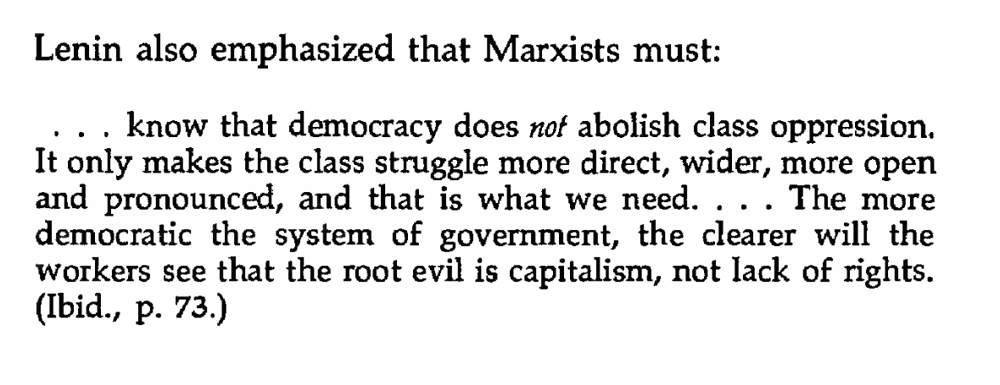 Lenin also emphasized that Marxists must:
. . . know that democracy does not abolish class oppression.
It only makes the class struggle more direct, wider, more open
and pronounced, and that is what we need. . . . The more
democratic the system of government, the clearer will the
workers see that the root evil is capitalism, not lack of rights.
(Ibid., p. 73.)